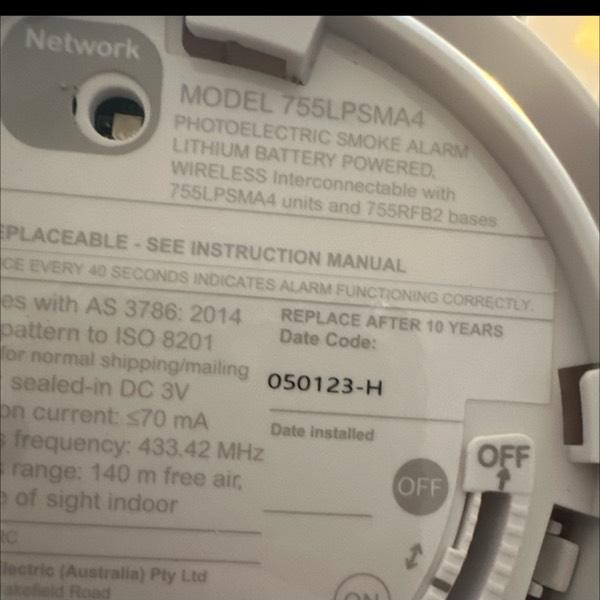 Network
MODEL 755LPSMA4
PHOTOELECTRIC SMOKE ALARM
LITHIUM BATTERY POWERED,
WIRELESS Interconnectable with
755LPSMA4 units and 755RFB2 bases
EPLACEABLE - SEE INSTRUCTION MANUAL
CE EVERY 40 SECONDS INDICATES ALARM FUNCTIONING CORRECTLY.
es with AS 3786: 2014
pattern to ISO 8201
for normal shipping/mailing
sealed-in DC 3V
on current: ≤70 mA
s frequency: 433.42 MHz
s range: 140 m free air,
e of sight indoor
REPLACE AFTER 10 YEARS
Date Code:
050123-H
Date installed
OFF
OFF
ON
RC
lectric (Australia) Pty Ltd
akefield Road